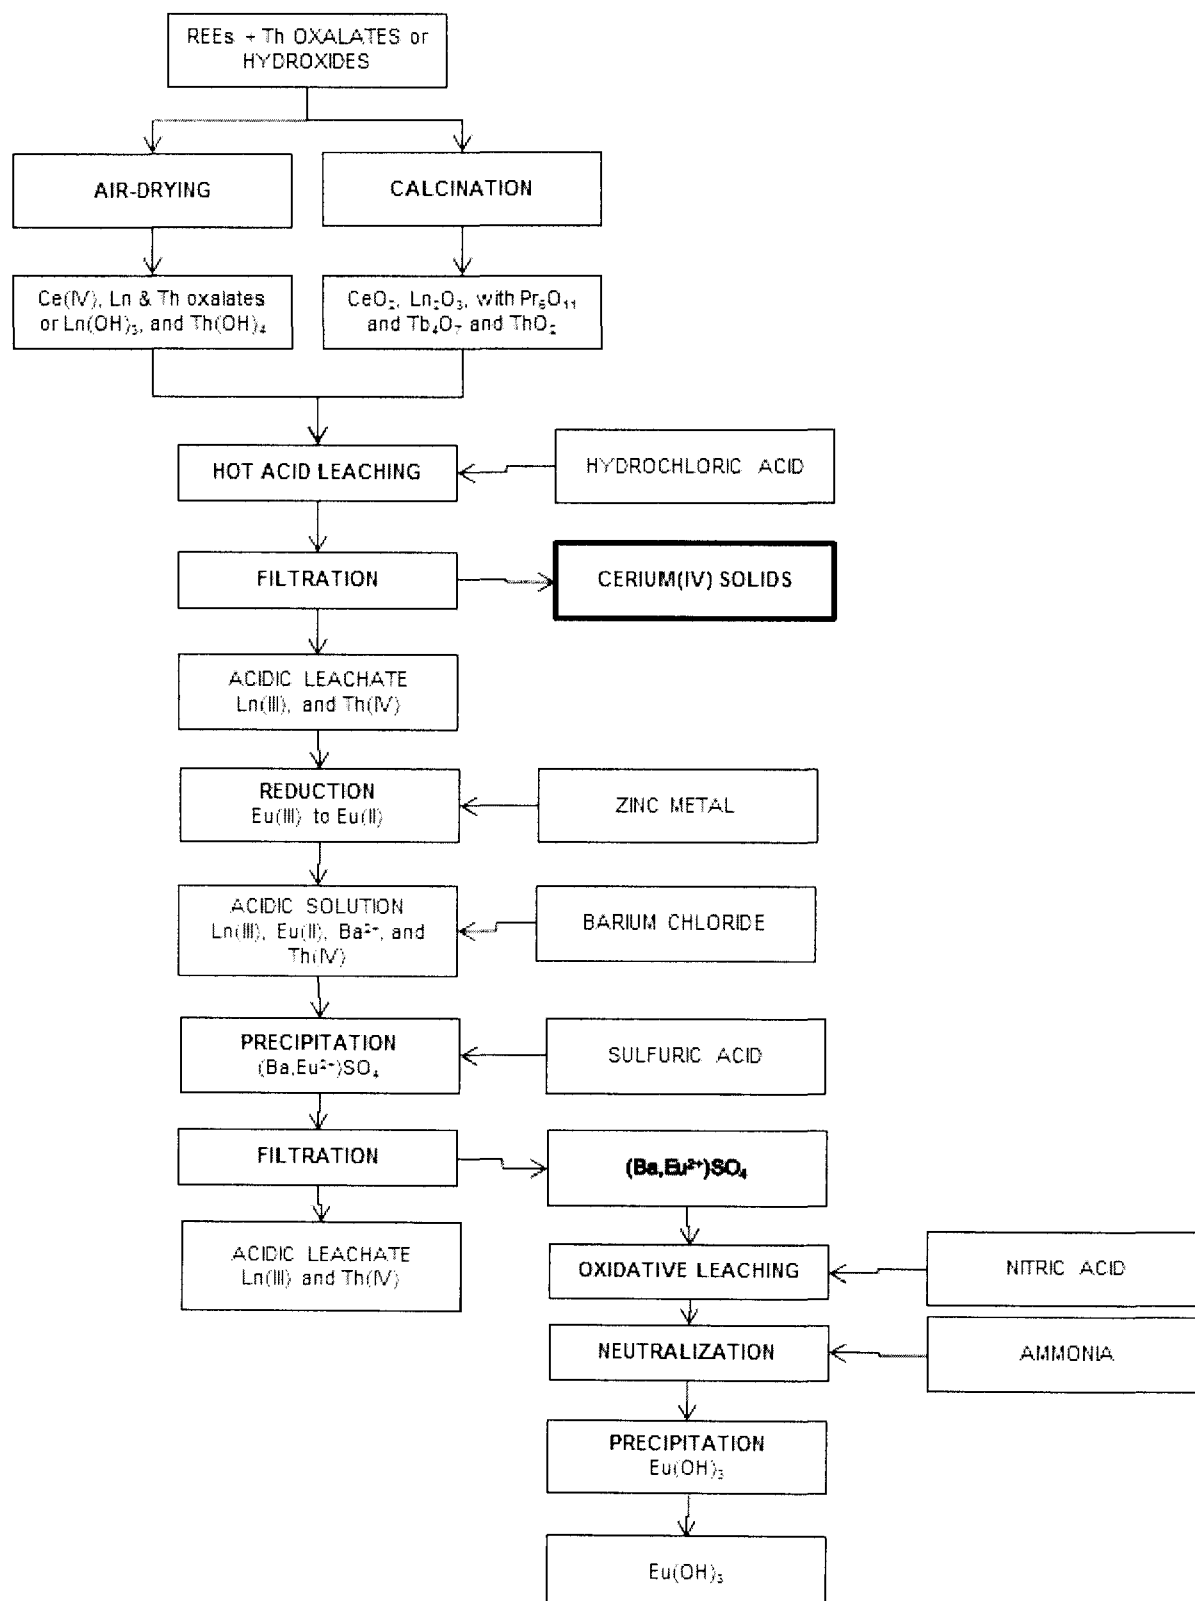 REEs + Th OXALATES or
HYDROXIDES
AIR-DRYING
CALCINATION
Ce(IV), Ln & Th oxalates
or Ln(OH)₃, and Th(OH)₄
CeO₂, Ln₂O₃, with Pr₆O₁₁
and Tb₄O₇ and ThO₂
HOT ACID LEACHING
HYDROCHLORIC ACID
FILTRATION
CERIUM(IV) SOLIDS
ACIDIC LEACHATE
Ln(III), and Th(IV)
REDUCTION
Eu(III) to Eu(II)
ZINC METAL
ACIDIC SOLUTION
Ln(III), Eu(II), Ba²⁺, and
Th(IV)
BARIUM CHLORIDE
PRECIPITATION
(Ba,Eu²⁺)SO₄
SULFURIC ACID
FILTRATION
(Ba,Eu²⁺)SO₄
ACIDIC LEACHATE
Ln(III) and Th(IV)
OXIDATIVE LEACHING
NITRIC ACID
NEUTRALIZATION
AMMONIA
PRECIPITATION
Eu(OH)₃
Eu(OH)₃